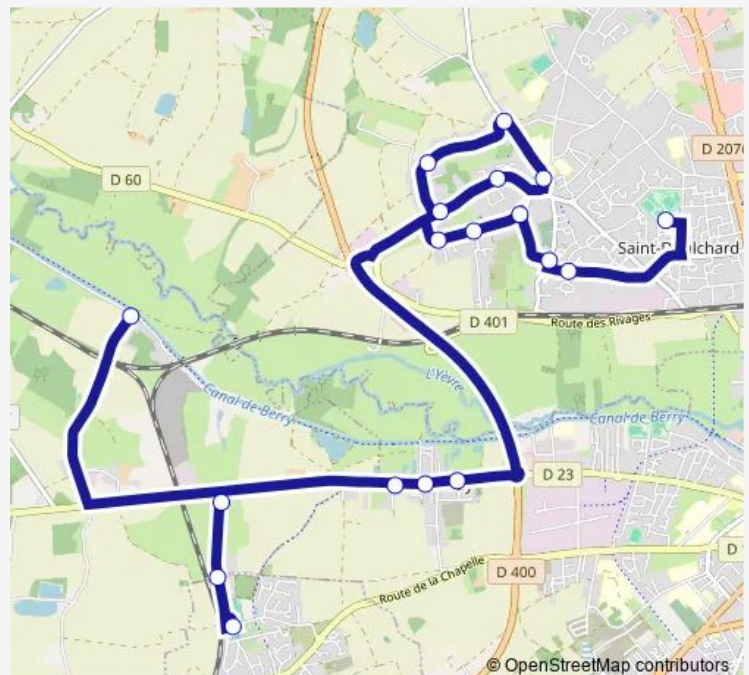 D 2076
D 60
Saint-Doulchard
D 401
Route des Rivages
L'Yèvre
Canal de Berry
Canal de Berry
D 23
D
Route de la Chapelle
D 400
© OpenStreetMap contributors